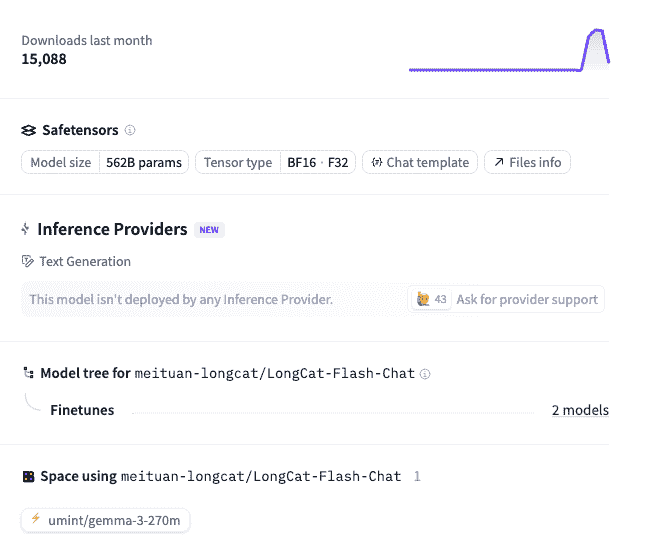 Downloads last month
15,088
Safetensors
Model size 562B params Tensor type BF16 · F32 Chat template Files info
Inference Providers NEW
Text Generation
This model isn't deployed by any Inference Provider. 43 Ask for provider support
Model tree for meituan-longcat/LongCat-Flash-Chat
Finetunes 2 models
Space using meituan-longcat/LongCat-Flash-Chat 1
umint/gemma-3-270m